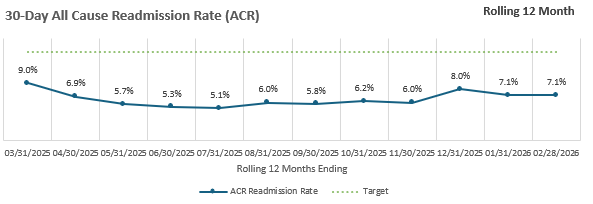 30-Day All Cause Readmission Rate (ACR)
Rolling 12 Month
9.0%
6.9%
5.7%
5.3%
5.1%
6.0%
5.8%
6.2%
6.0%
8.0%
7.1%
7.1%
03/31/2025 04/30/2025 05/31/2025 06/30/2025 07/31/2025 08/31/2025 09/30/2025 10/31/2025 11/30/2025 12/31/2025 01/31/2026 02/28/2026
Rolling 12 Months Ending
ACR Readmission Rate
Target